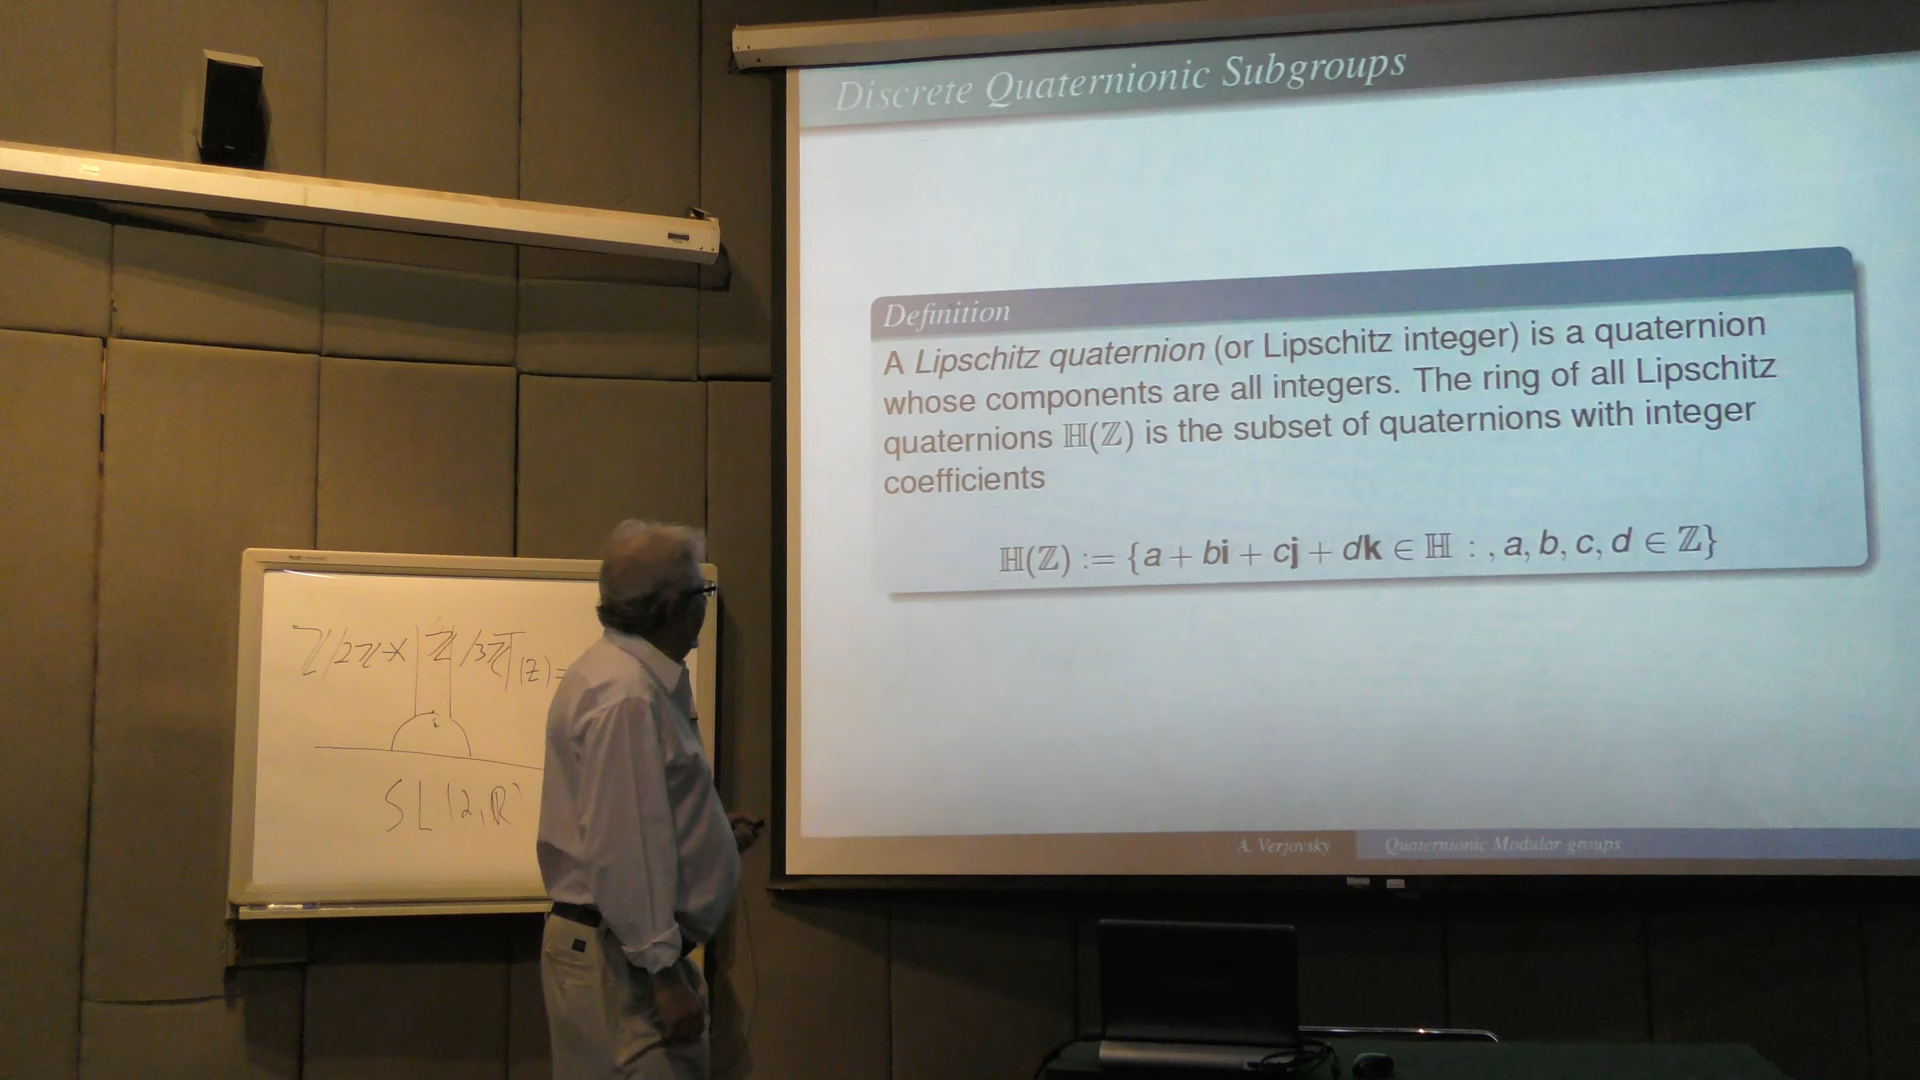 Discrete Quaternionic Subgroups
Definition
A Lipschitz quaternion (or Lipschitz integer) is a quaternion
whose components are all integers. The ring of all Lipschitz
quaternions ℍ(ℤ) is the subset of quaternions with integer
coefficients
ℍ(ℤ) := {a + bi + cj + dk ∈ ℍ : , a, b, c, d ∈ ℤ}
A. Verjovsky
Quaternionic Modular groups
SL(2,ℝ